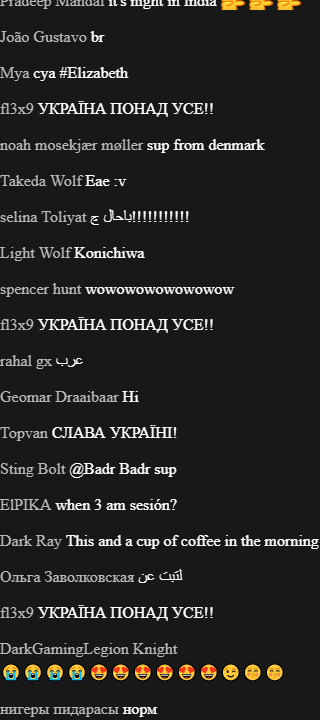 Pradeep Mandal it's night in India
João Gustavo br
Mya cya #Elizabeth
fl3x9 УКРАЇНА ПОНАД УСЕ!!
noah mosekjær møller sup from denmark
Takeda Wolf Eae :v
selina Toliyat باحال ج!!!!!!!!!!!
Light Wolf Konichiwa
spencer hunt wowowowowowowow
fl3x9 УКРАЇНА ПОНАД УСЕ!!
rahal gx عرب
Geomar Draaibaar Hi
Topvan СЛАВА УКРАЇНІ!
Sting Bolt @Badr Badr sup
ElPIKA when 3 am sesión?
Dark Ray This and a cup of coffee in the morning
Ольга Заволковская لتبث عن
fl3x9 УКРАЇНА ПОНАД УСЕ!!
DarkGamingLegion Knight
😭😭😭😭😍😍😍😍😍😍😉😁😁
нигеры пидарасы норм